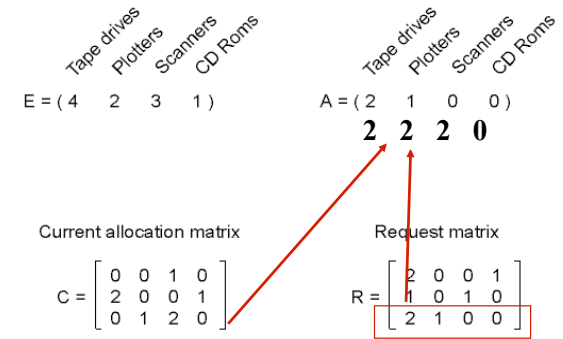 Tape drives Plotters Scanners CD Roms
Tape drives Plotters Scanners CD Roms
E = ( 4 2 3 1 )
A = ( 2 1 0 0 )
2 2 2 0
Current allocation matrix
Request matrix
C =
0 0 1 0
2 0 0 1
0 1 2 0
R =
2 0 0 1
1 0 1 0
2 1 0 0